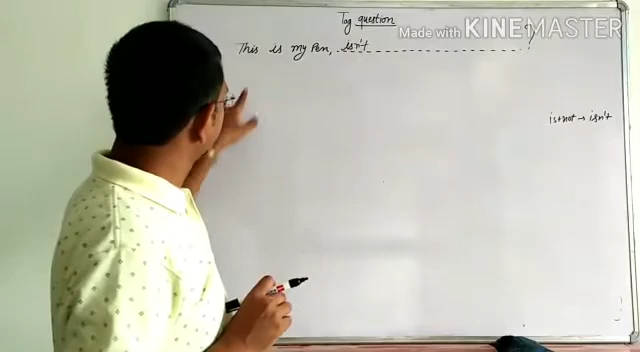 Tag question
Made with KINEMASTER
This is my Pen, isn't ?
is+not → isn't